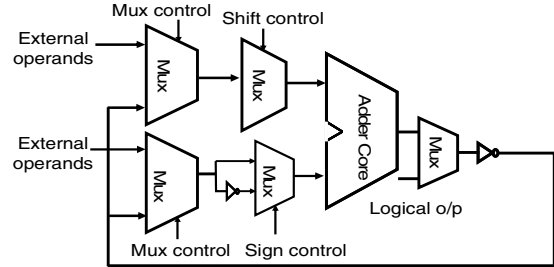 Mux control
Shift control
External
operands
Mux
Mux
Adder Core
Mux
External
operands
Mux
Mux
Logical o/p
Mux control
Sign control